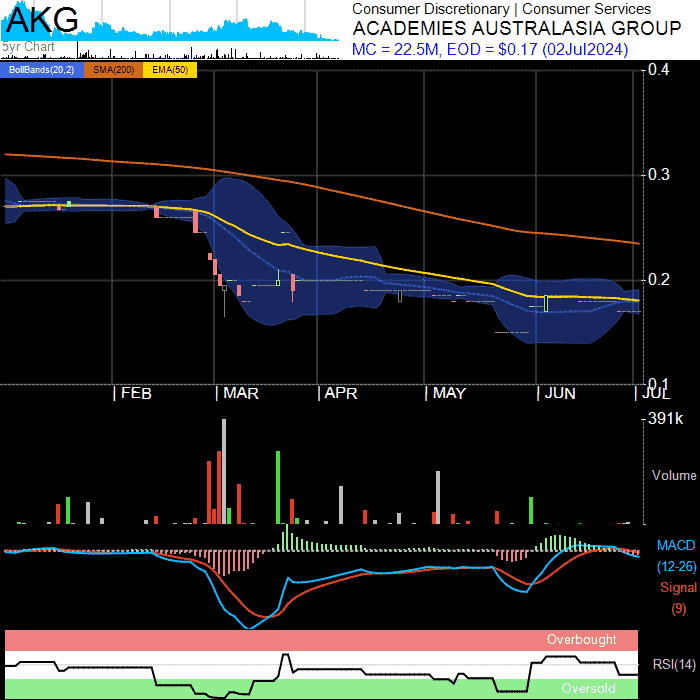 AKG
5yr Chart
Consumer Discretionary | Consumer Services
ACADEMIES AUSTRALASIA GROUP
MC = 22.5M, EOD = $0.17 (02Jul2024)
BollBands(20,2) SMA(200) EMA(50)
0.4
0.3
0.2
0.1
FEB MAR APR MAY JUN JUL
391k
Volume
MACD
(12-26)
Signal
(9)
Overbought
RSI(14)
Oversold